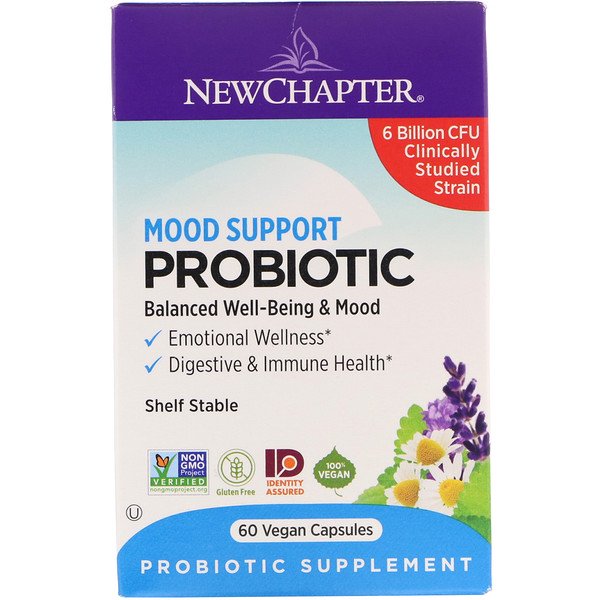 NEWCHAPTER®
6 Billion CFU
Clinically
Studied
Strain
MOOD SUPPORT
PROBIOTIC
Balanced Well-Being & Mood
✓ Emotional Wellness*
✓ Digestive & Immune Health*
Shelf Stable
NON
GMO
Project
VERIFIED
nongmoproject.org
Gluten Free
ID
IDENTITY
ASSURED
100%
VEGAN
U
60 Vegan Capsules
PROBIOTIC SUPPLEMENT